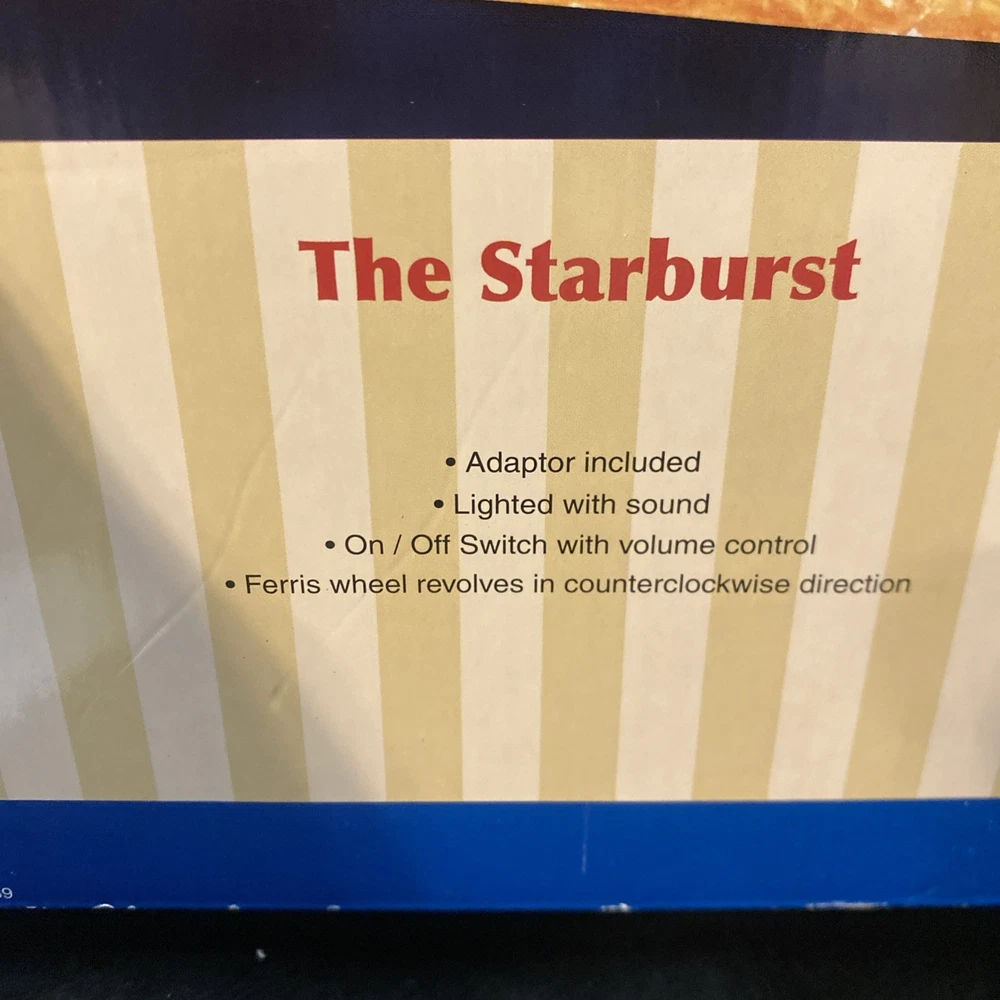 The Starburst
• Adaptor included
• Lighted with sound
• On / Off Switch with volume control
• Ferris wheel revolves in counterclockwise direction